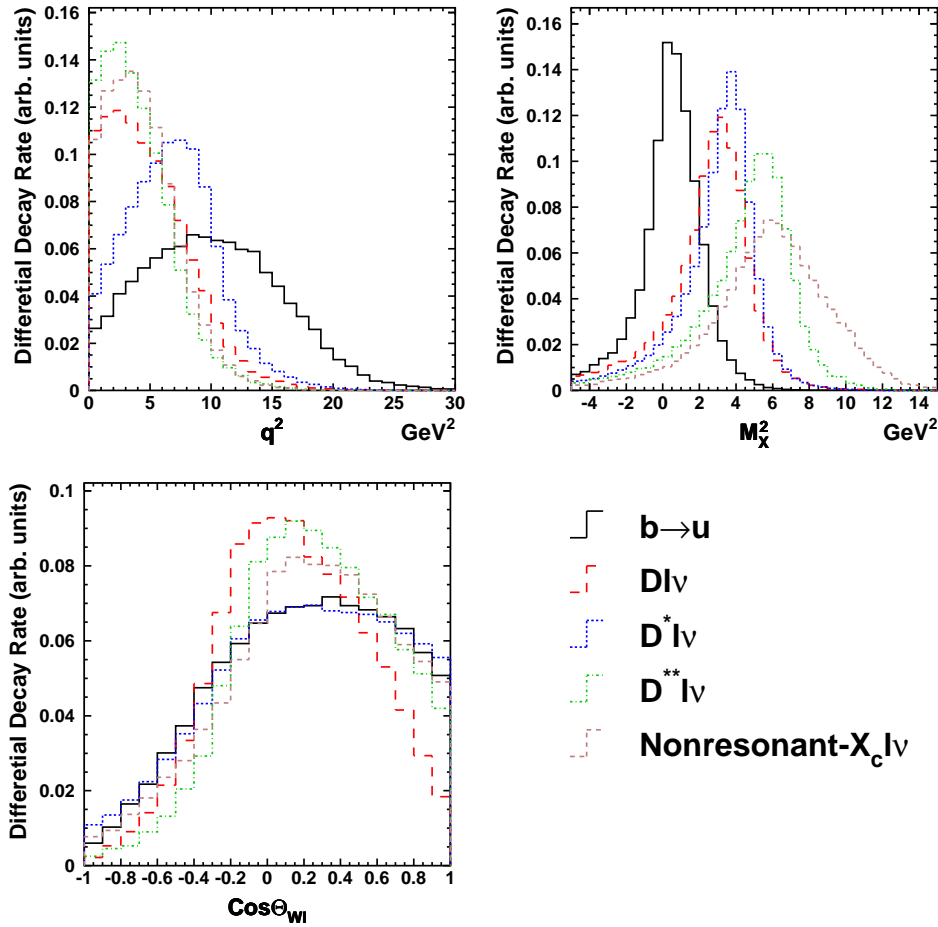 Differetial Decay Rate (arb. units)
0.16
0.14
0.12
0.1
0.08
0.06
0.04
0.02
0
0 5 10 15 20 25 30
q² GeV²
Differetial Decay Rate (arb. units)
0.16
0.14
0.12
0.1
0.08
0.06
0.04
0.02
0
-4 -2 0 2 4 6 8 10 12 14
M_X² GeV²
Differetial Decay Rate (arb. units)
0.1
0.08
0.06
0.04
0.02
0
-1 -0.8 -0.6 -0.4 -0.2 0 0.2 0.4 0.6 0.8 1
CosΘ_Wl
b→u
Dlν
D*lν
D**lν
Nonresonant-X_clν